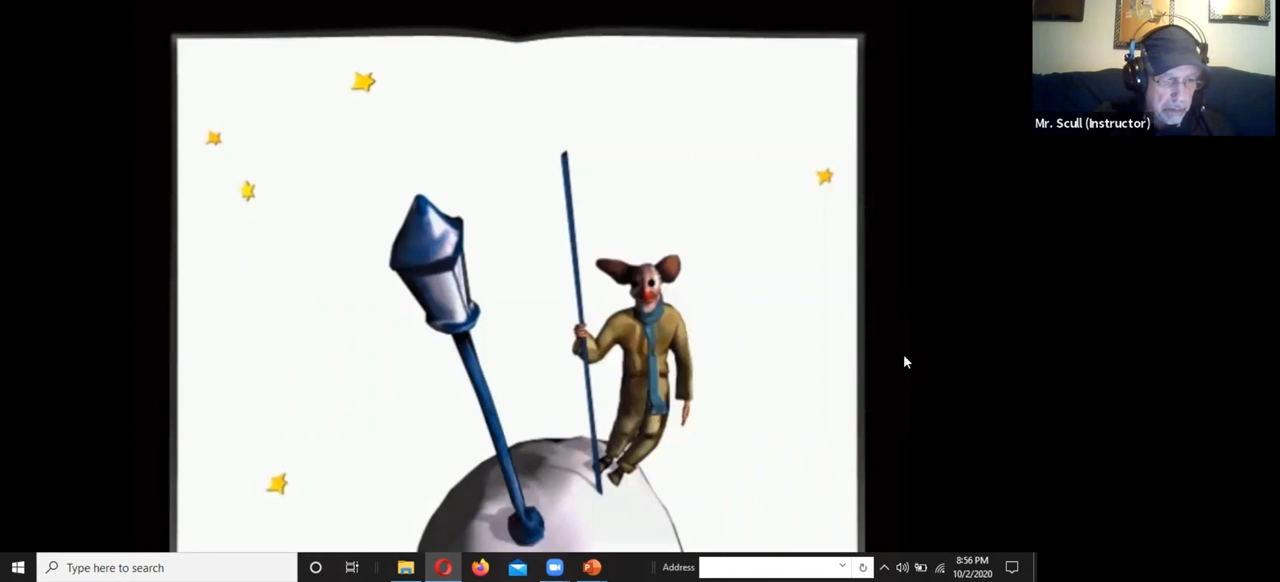 Mr. Scull (Instructor)
Type here to search
Address
8:56 PM
10/2/2020